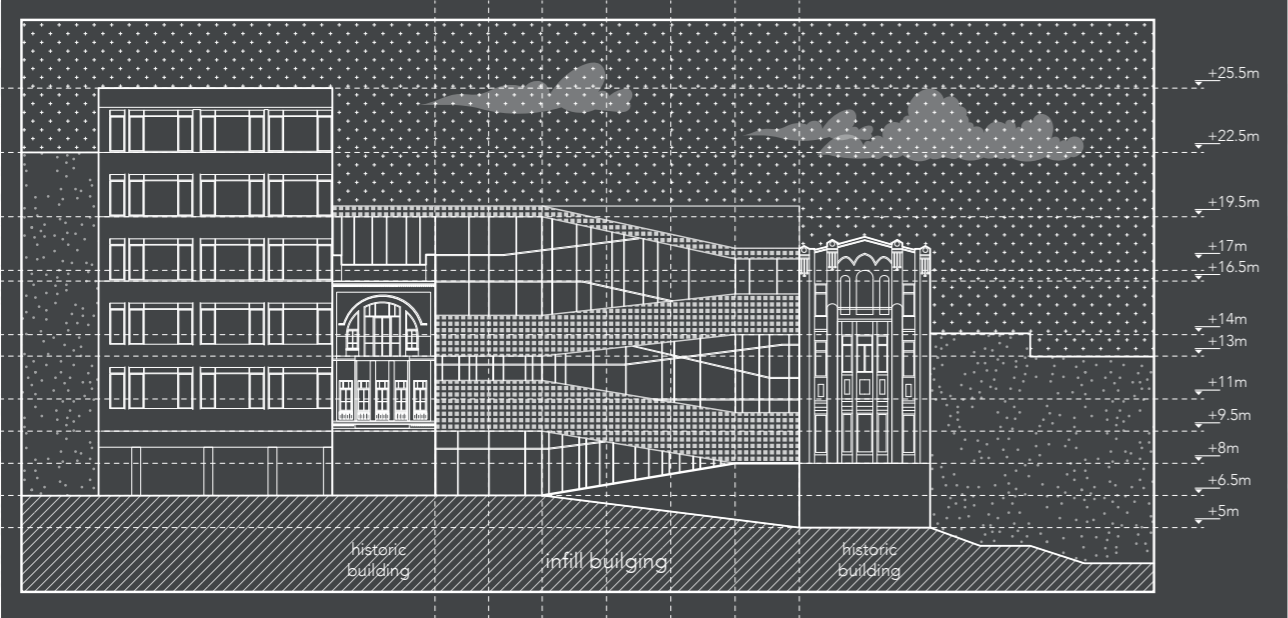 +25.5m
+22.5m
+19.5m
+17m
+16.5m
+14m
+13m
+11m
+9.5m
+8m
+6.5m
+5m
historic
building
infill builging
historic
building